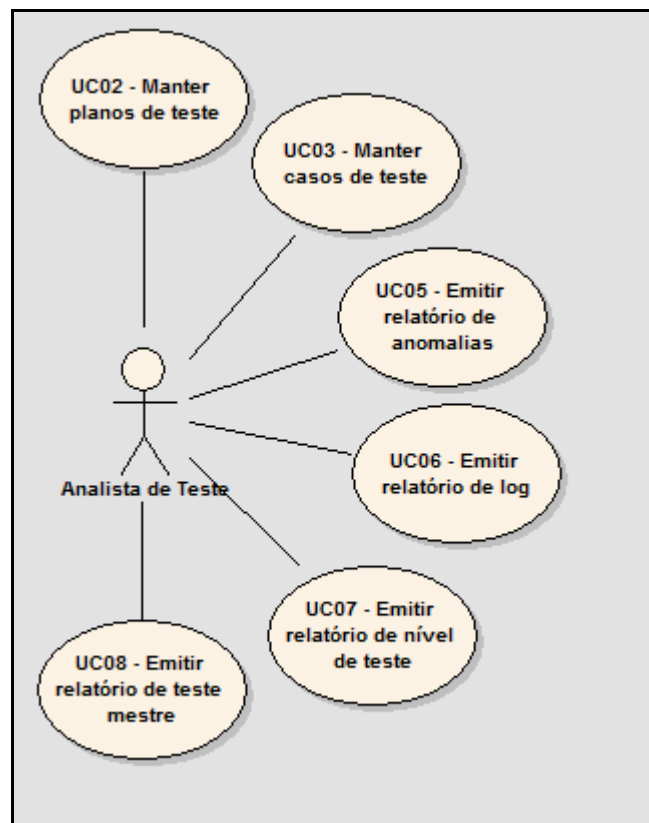 UC02 - Manter
planos de teste
UC03 - Manter
casos de teste
UC05 - Emitir
relatório de
anomalias
UC06 - Emitir
relatório de log
Analista de Teste
UC07 - Emitir
relatório de nível
de teste
UC08 - Emitir
relatório de teste
mestre